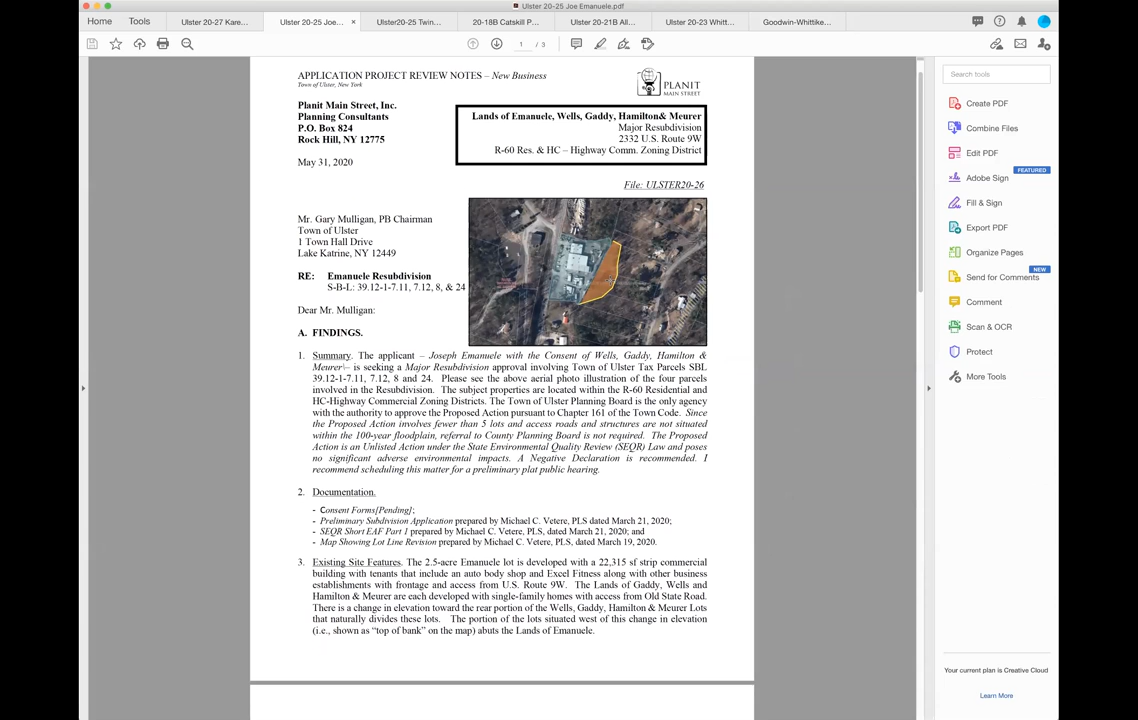 Ulster 20-25 Joe Emanuele.pdf
Home
Tools
Ulster 20-27 Kare...
Ulster 20-25 Joe... ×
Ulster20-25 Twin...
20-18B Catskill P...
Ulster 20-21B All...
Ulster 20-23 Whitt...
Goodwin-Whittike...
1 / 3
Search tools
Create PDF
Combine Files
Edit PDF
FEATURED
Adobe Sign
Fill & Sign
Export PDF
Organize Pages
NEW
Send for Comments
Comment
Scan & OCR
Protect
More Tools
Your current plan is Creative Cloud
Learn More
APPLICATION PROJECT REVIEW NOTES – New Business
Town of Ulster, New York
PLANIT
MAIN STREET
Planit Main Street, Inc.
Planning Consultants
P.O. Box 824
Rock Hill, NY 12775
Lands of Emanuele, Wells, Gaddy, Hamilton& Meurer
Major Resubdivision
2332 U.S. Route 9W
R-60 Res. & HC – Highway Comm. Zoning District
May 31, 2020
File: ULSTER20-26
Mr. Gary Mulligan, PB Chairman
Town of Ulster
1 Town Hall Drive
Lake Katrine, NY 12449
RE: Emanuele Resubdivision
S-B-L: 39.12-1-7.11, 7.12, 8, & 24
Dear Mr. Mulligan:
A. FINDINGS.
1. Summary. The applicant – Joseph Emanuele with the Consent of Wells, Gaddy, Hamilton &
Meurer\– is seeking a Major Resubdivision approval involving Town of Ulster Tax Parcels SBL
39.12-1-7.11, 7.12, 8 and 24. Please see the above aerial photo illustration of the four parcels
involved in the Resubdivision. The subject properties are located within the R-60 Residential and
HC-Highway Commercial Zoning Districts. The Town of Ulster Planning Board is the only agency
with the authority to approve the Proposed Action pursuant to Chapter 161 of the Town Code. Since
the Proposed Action involves fewer than 5 lots and access roads and structures are not situated
within the 100-year floodplain, referral to County Planning Board is not required. The Proposed
Action is an Unlisted Action under the State Environmental Quality Review (SEQR) Law and poses
no significant adverse environmental impacts. A Negative Declaration is recommended. I
recommend scheduling this matter for a preliminary plat public hearing.
2. Documentation.
- Consent Forms[Pending];
- Preliminary Subdivision Application prepared by Michael C. Vetere, PLS dated March 21, 2020;
- SEQR Short EAF Part 1 prepared by Michael C. Vetere, PLS, dated March 21, 2020; and
- Map Showing Lot Line Revision prepared by Michael C. Vetere, PLS, dated March 19, 2020.
3. Existing Site Features. The 2.5-acre Emanuele lot is developed with a 22,315 sf strip commercial
building with tenants that include an auto body shop and Excel Fitness along with other business
establishments with frontage and access from U.S. Route 9W. The Lands of Gaddy, Wells and
Hamilton & Meurer are each developed with single-family homes with access from Old State Road.
There is a change in elevation toward the rear portion of the Wells, Gaddy, Hamilton & Meurer Lots
that naturally divides these lots. The portion of the lots situated west of this change in elevation
(i.e., shown as “top of bank” on the map) abuts the Lands of Emanuele.